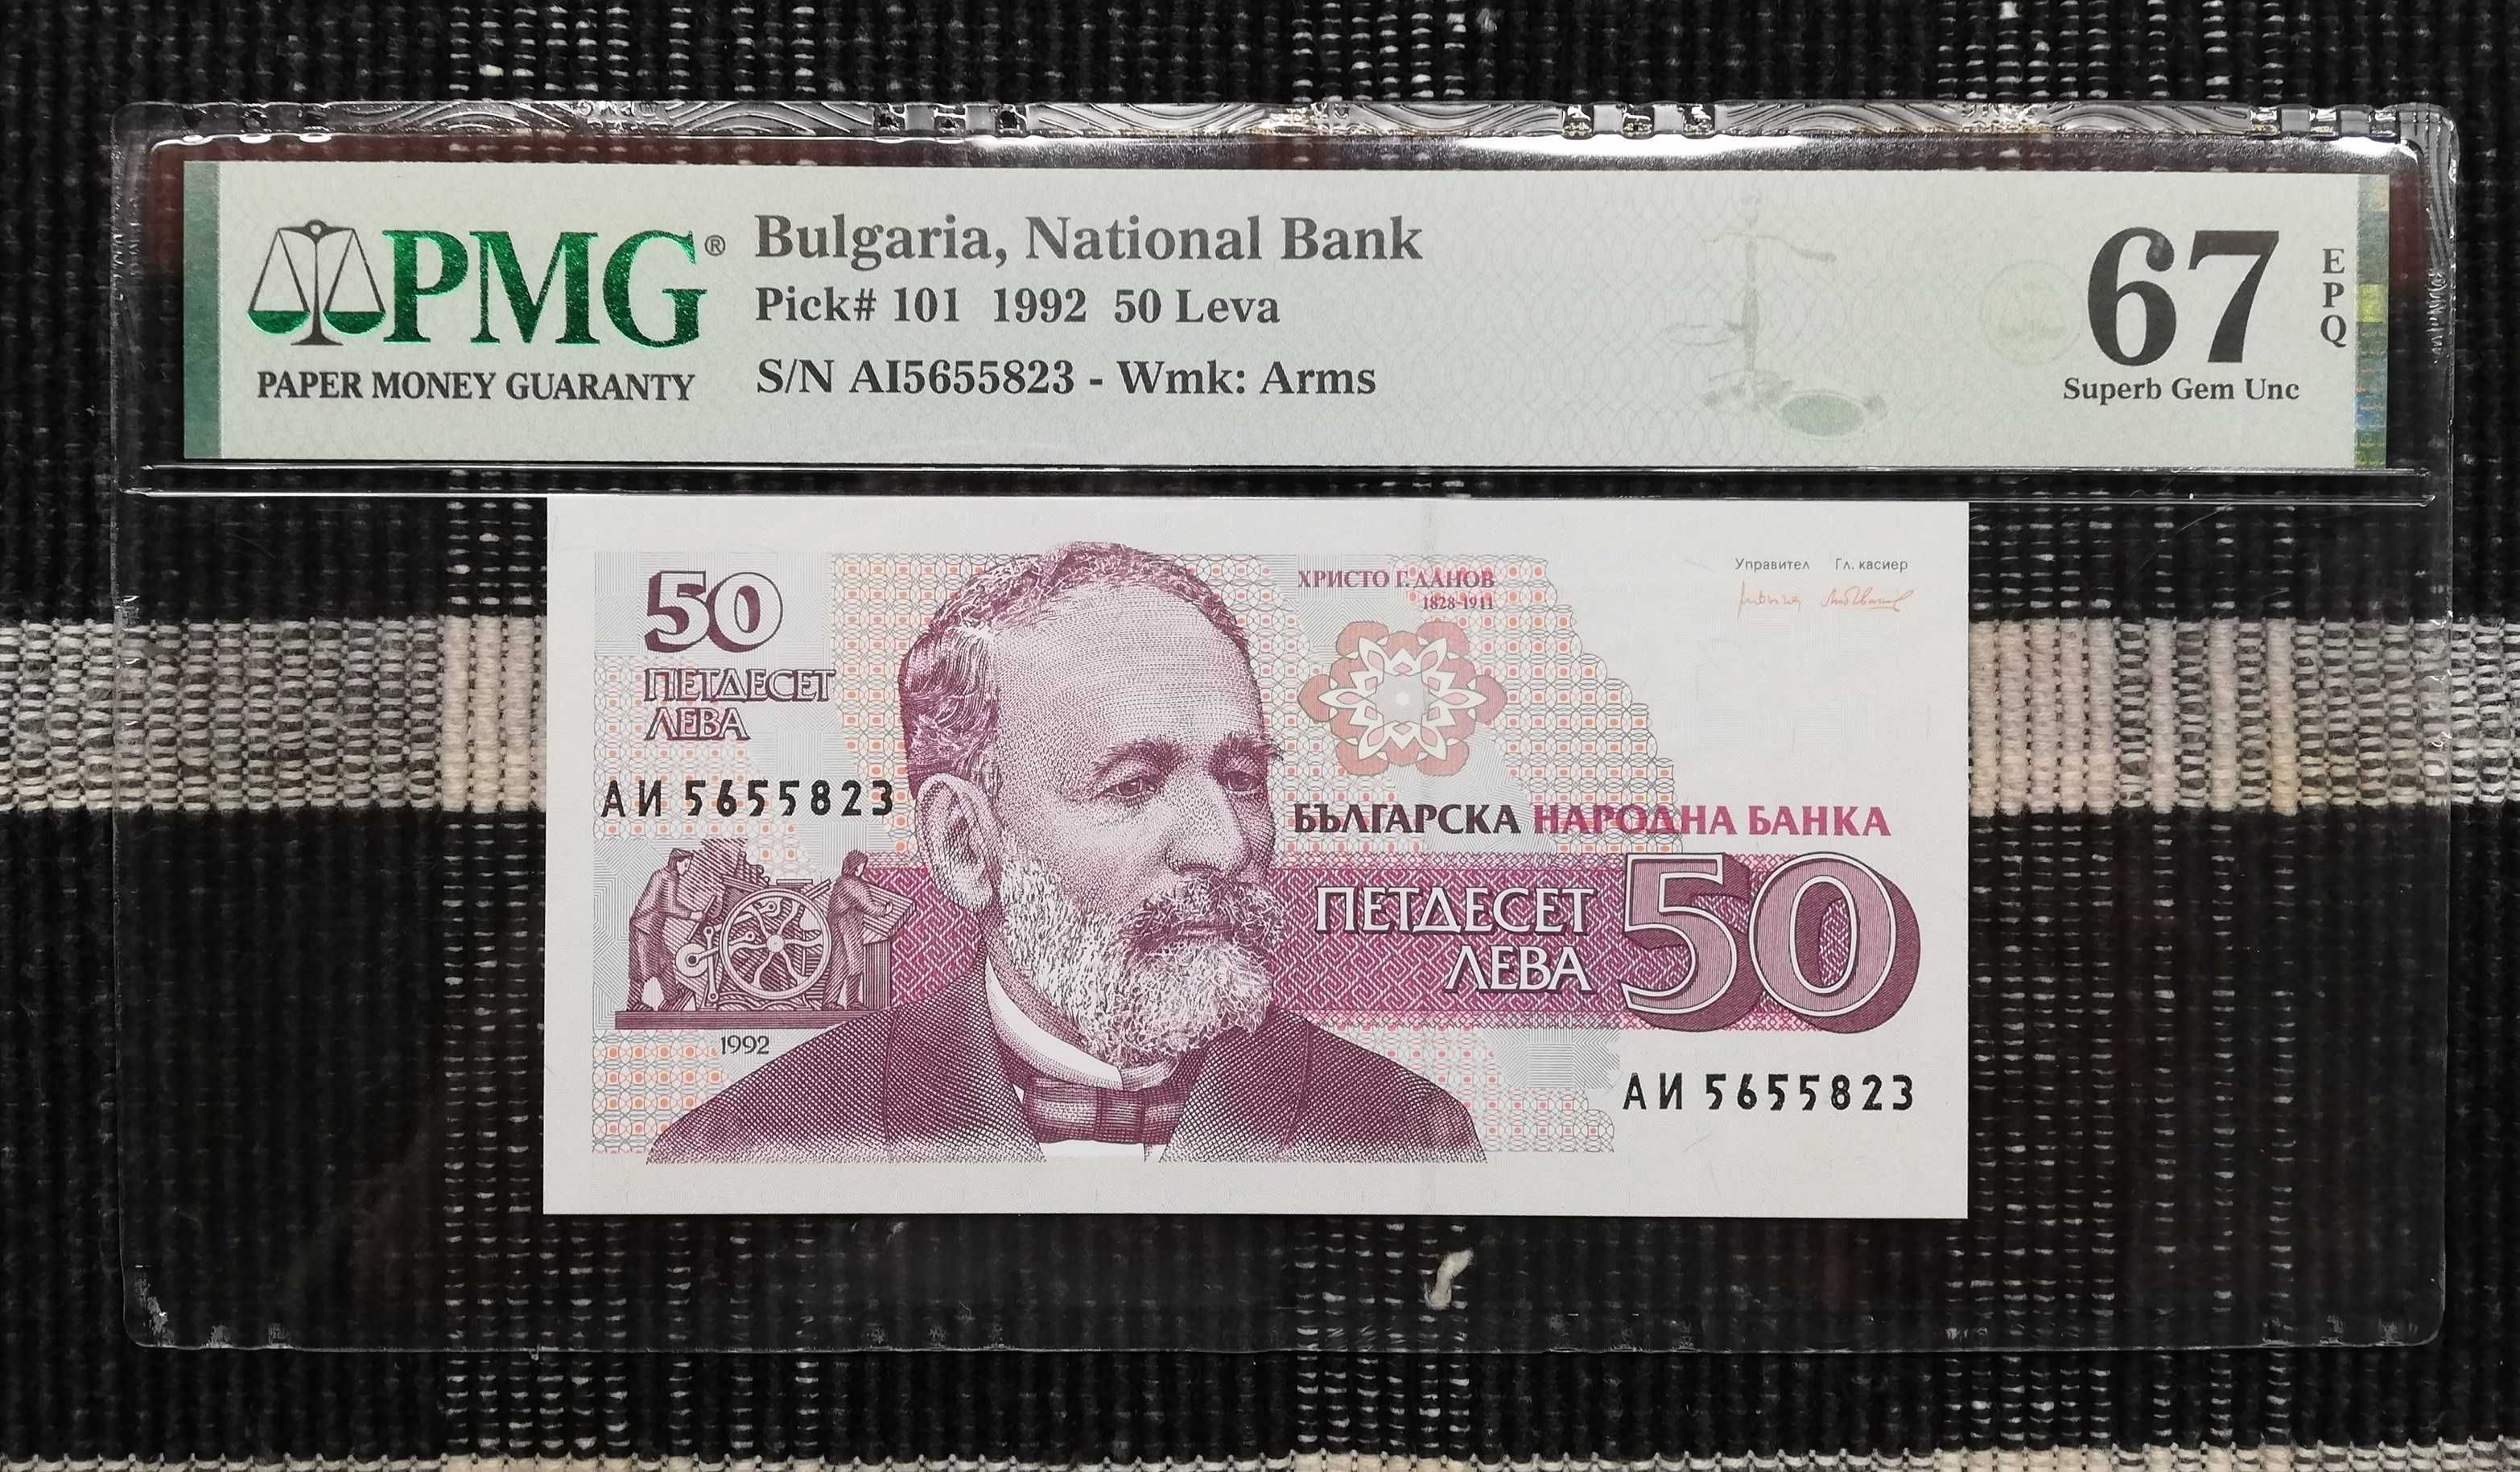 PMG®
PAPER MONEY GUARANTY
Bulgaria, National Bank
Pick# 101 1992 50 Leva
S/N AI5655823 - Wmk: Arms
67
EPQ
Superb Gem Unc
50
ПЕТДЕСЕТ
ЛЕВА
АИ 5655823
1992
ХРИСТО Г. ДАНОВ
1828-1911
Управител Гл. касиер
БЪЛГАРСКА НАРОДНА БАНКА
ПЕТДЕСЕТ
ЛЕВА
50
АИ 5655823